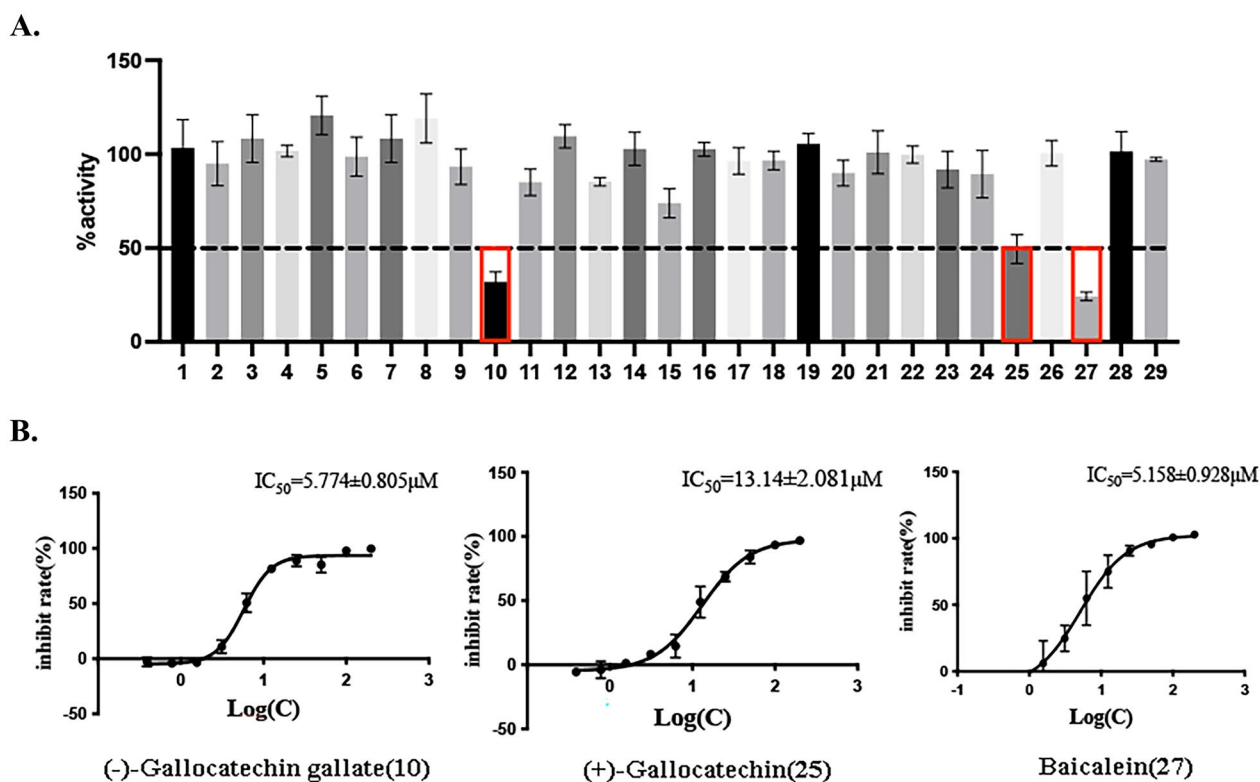 A.
150
100
50
0
%activity
1 2 3 4 5 6 7 8 9 10 11 12 13 14 15 16 17 18 19 20 21 22 23 24 25 26 27 28 29
B.
IC50=5.774±0.805μM
150
100
50
0
-50
inhibit rate(%)
0 1 2 3
Log(C)
(-)-Gallocatechin gallate(10)
IC50=13.14±2.081μM
150
100
50
0
-50
inhibit rate(%)
0 1 2 3
Log(C)
(+)-Gallocatechin(25)
IC50=5.158±0.928μM
150
100
50
0
inhibit rate(%)
-1 0 1 2 3
Log(C)
Baicalein(27)